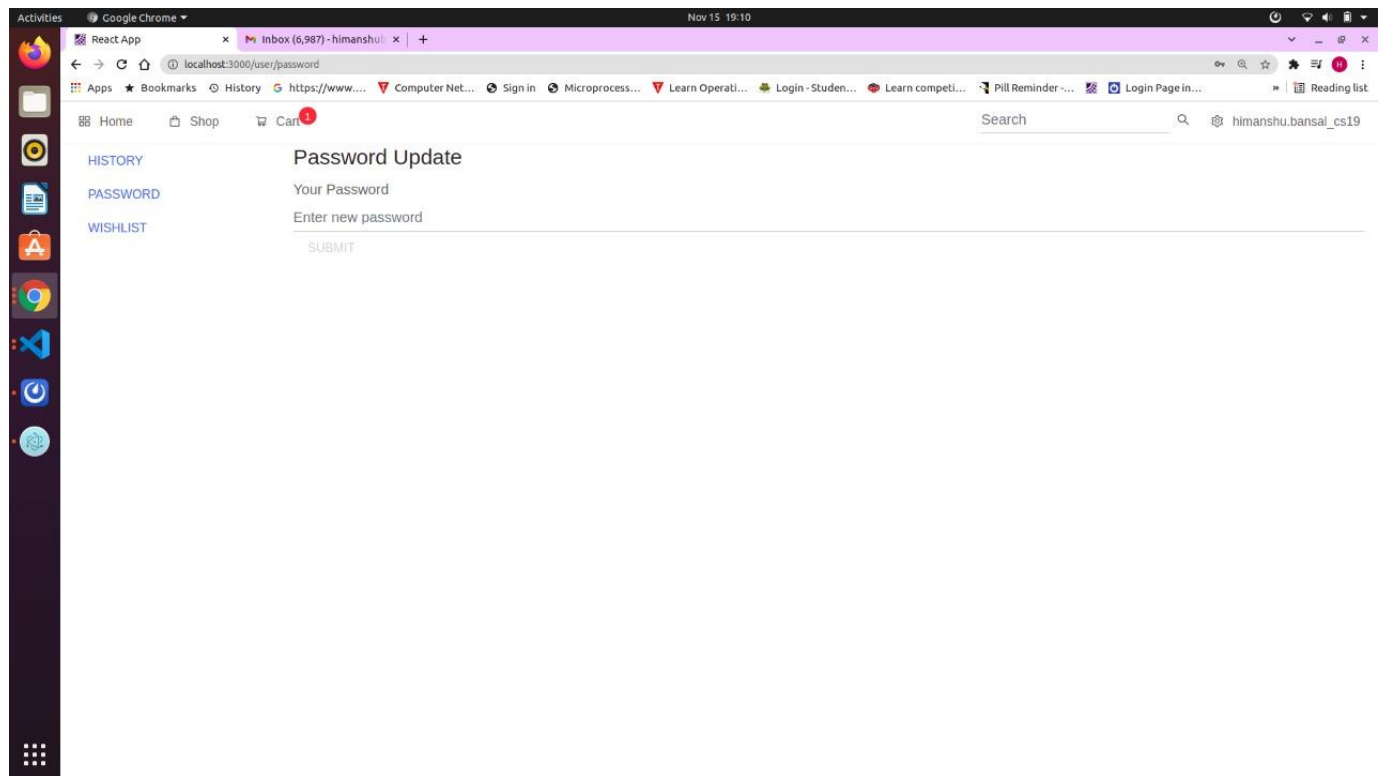 Activities Google Chrome Nov 15 19:10
React App Inbox (6,987) - himanshub
localhost:3000/user/password
Apps Bookmarks History https://www.... Computer Net... Sign in Microprocess... Learn Operati... Login - Studen... Learn competi... Pill Reminder -... Login Page in... » Reading list
Home Shop Cart 1 Search himanshu.bansal_cs19
HISTORY
PASSWORD
WISHLIST
Password Update
Your Password
Enter new password
SUBMIT